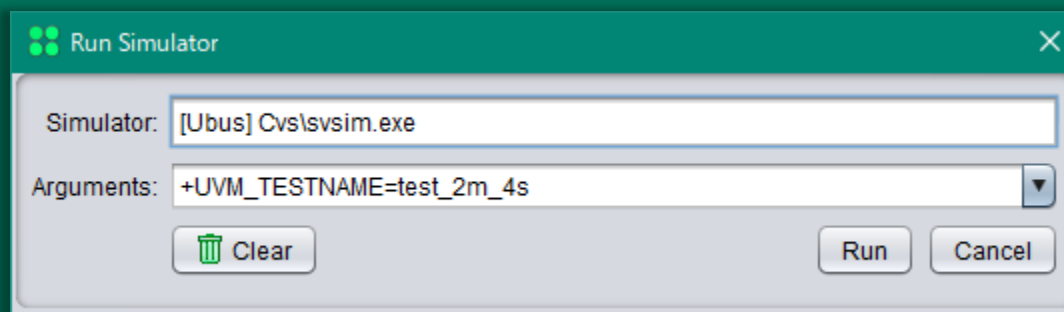 Run Simulator
Simulator: [Ubus] Cvs\svsim.exe
Arguments: +UVM_TESTNAME=test_2m_4s
Clear Run Cancel